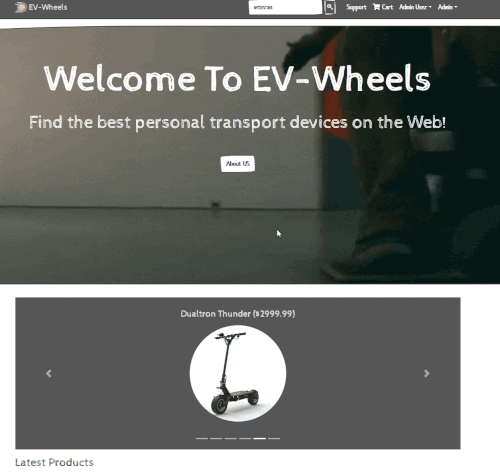 EV-Wheels
Support
Cart
Admin User
Admin
Welcome To EV-Wheels
Find the best personal transport devices on the Web!
About US
Dualtron Thunder ($2999.99)
Latest Products